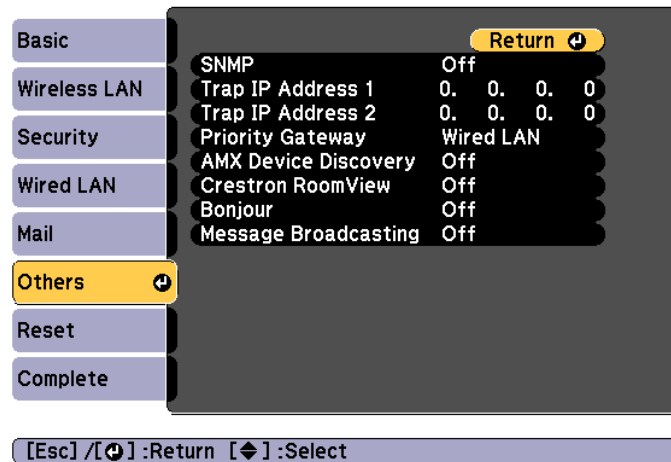 Basic
Wireless LAN
Security
Wired LAN
Mail
Others
Reset
Complete
Return
SNMP Off
Trap IP Address 1 0. 0. 0. 0
Trap IP Address 2 0. 0. 0. 0
Priority Gateway Wired LAN
AMX Device Discovery Off
Crestron RoomView Off
Bonjour Off
Message Broadcasting Off
[Esc] /[⏎] :Return [◆] :Select